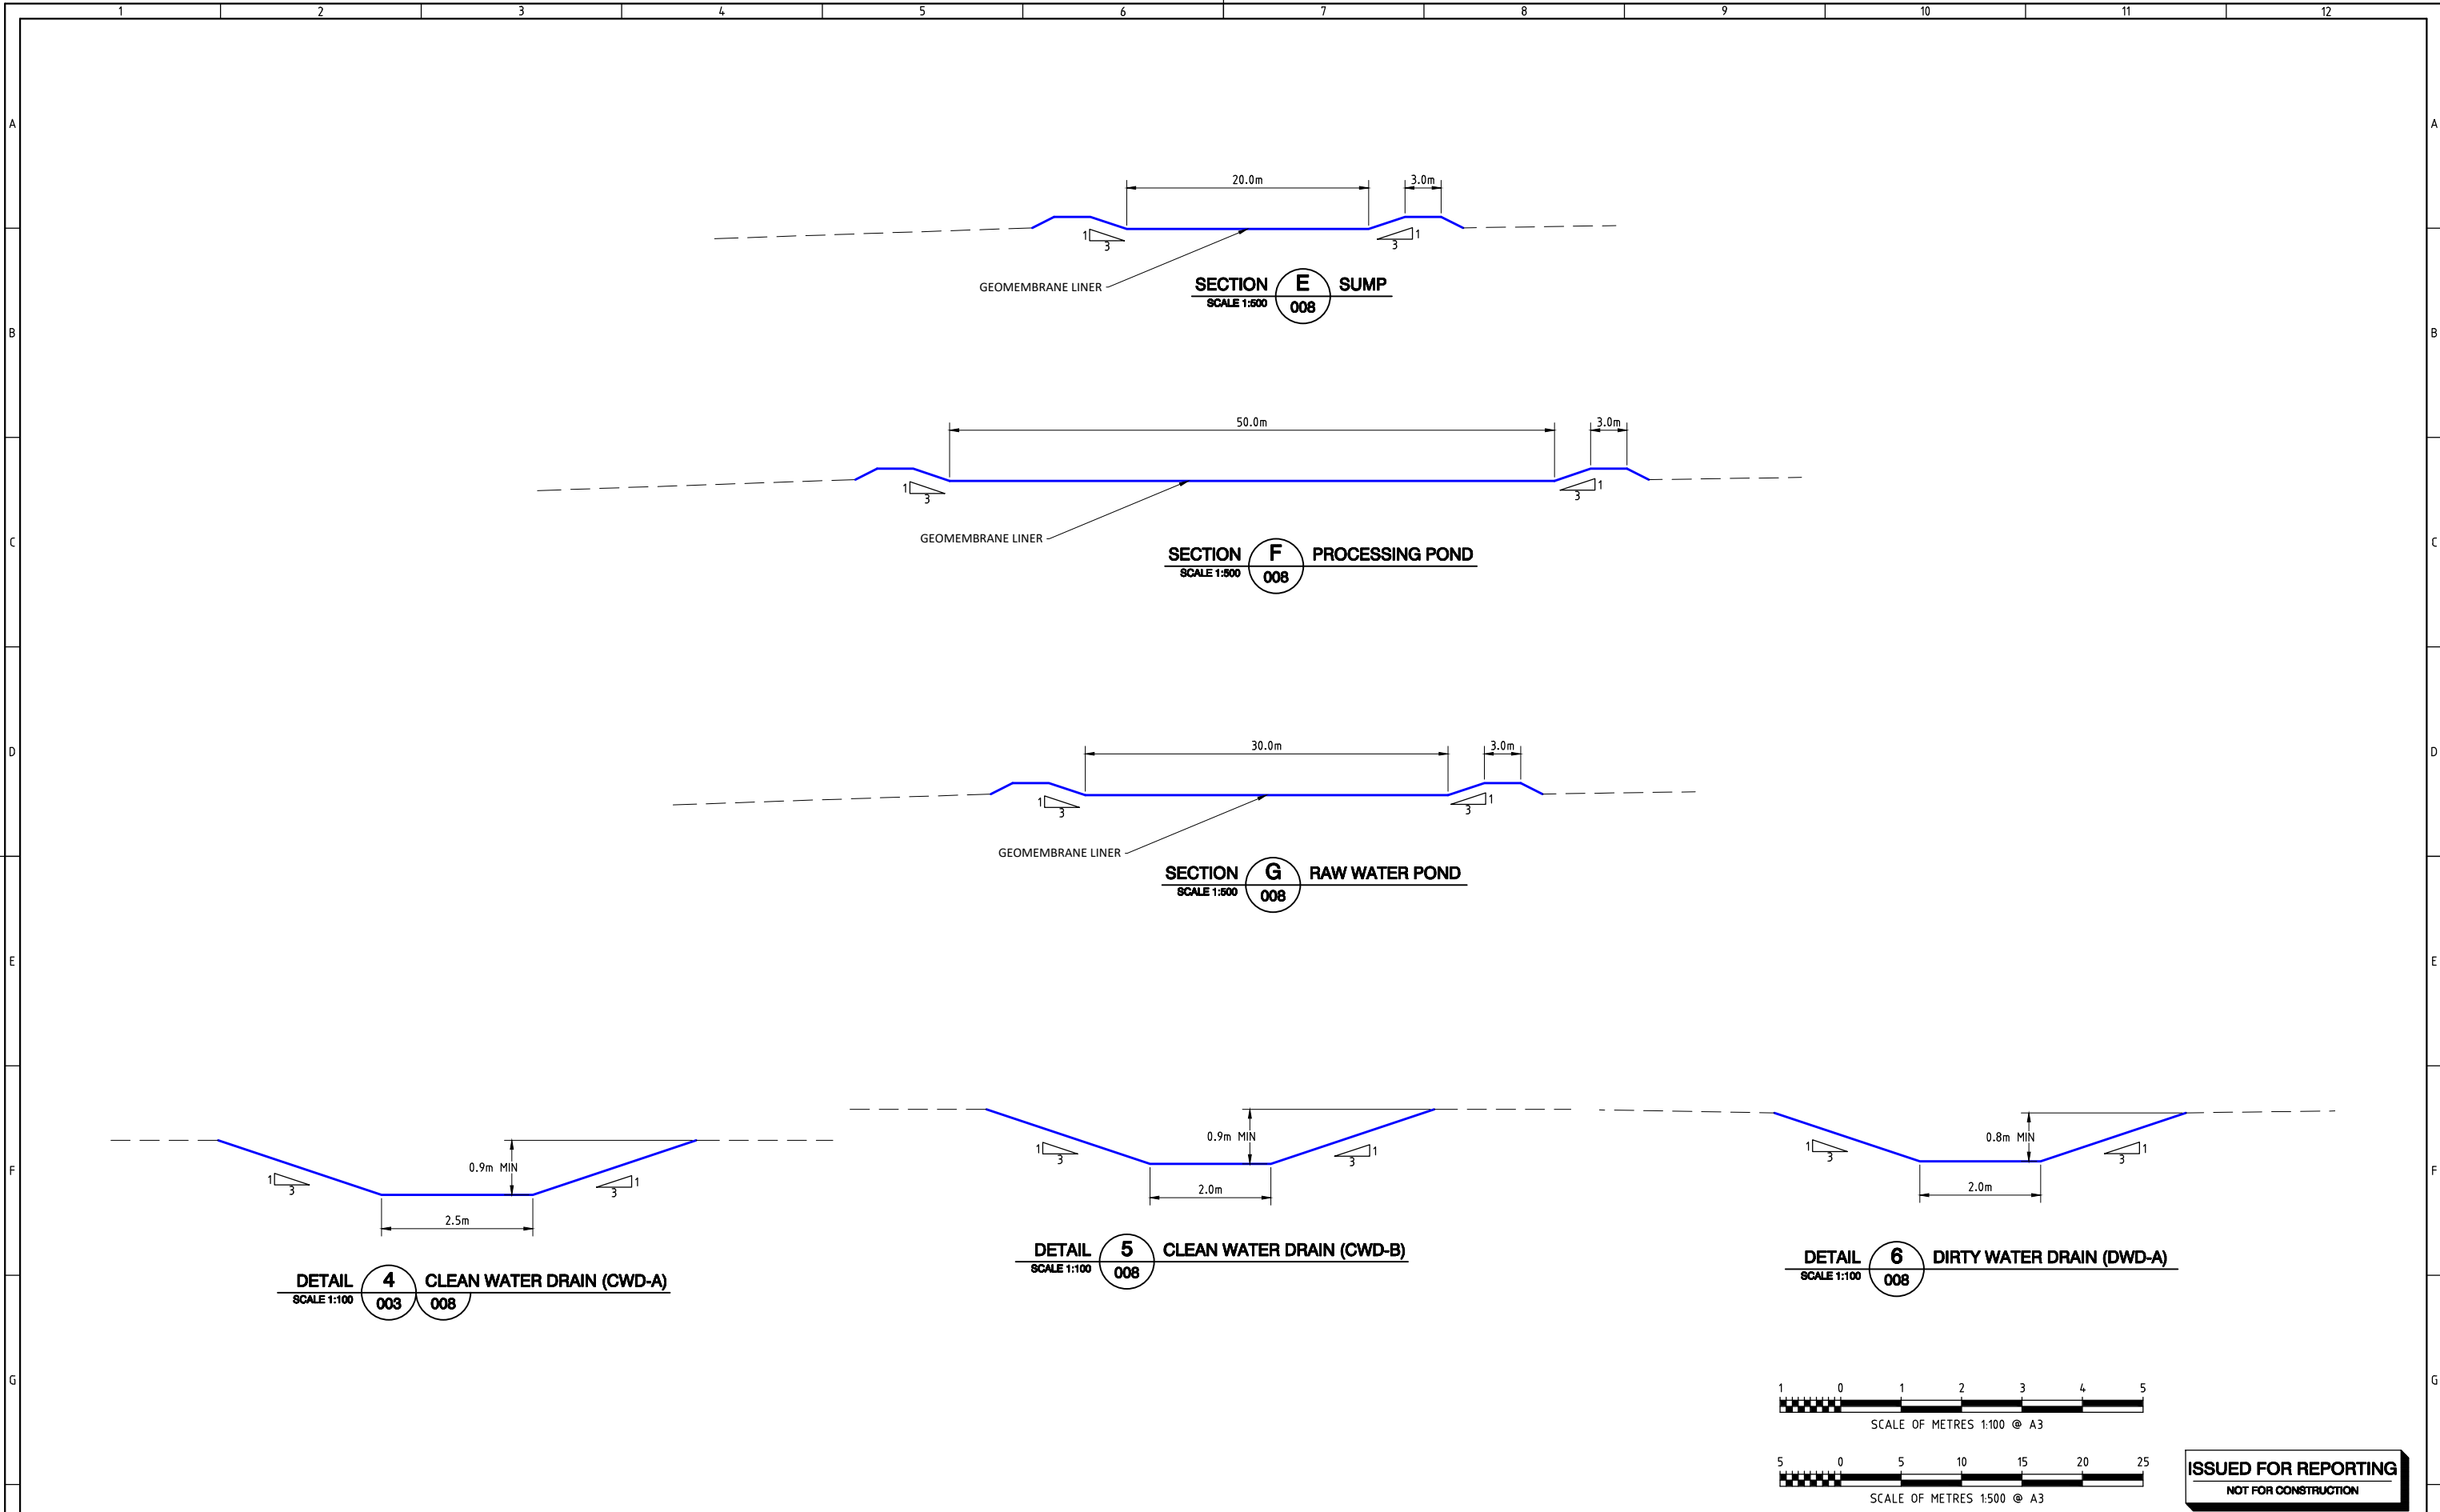 1 2 3 4 5 6 7 8 9 10 11 12
A A
20.0m 3.0m
1 3 3 1
GEOMEMBRANE LINER
SECTION E SUMP
SCALE 1:500 008
B B
50.0m 3.0m
1 3 3 1
GEOMEMBRANE LINER
SECTION F PROCESSING POND
SCALE 1:500 008
C C
30.0m 3.0m
D D
1 3 3 1
GEOMEMBRANE LINER
SECTION G RAW WATER POND
SCALE 1:500 008
E E
0.9m MIN
1 3 3 1
2.5m
DETAIL 4 CLEAN WATER DRAIN (CWD-A)
SCALE 1:100 003 008
0.9m MIN
1 3 3 1
2.0m
DETAIL 5 CLEAN WATER DRAIN (CWD-B)
SCALE 1:100 008
0.8m MIN
1 3 3 1
2.0m
DETAIL 6 DIRTY WATER DRAIN (DWD-A)
SCALE 1:100 008
F F
G G
1 0 1 2 3 4 5
SCALE OF METRES 1:100 @ A3
5 0 5 10 15 20 25
SCALE OF METRES 1:500 @ A3
ISSUED FOR REPORTING
NOT FOR CONSTRUCTION